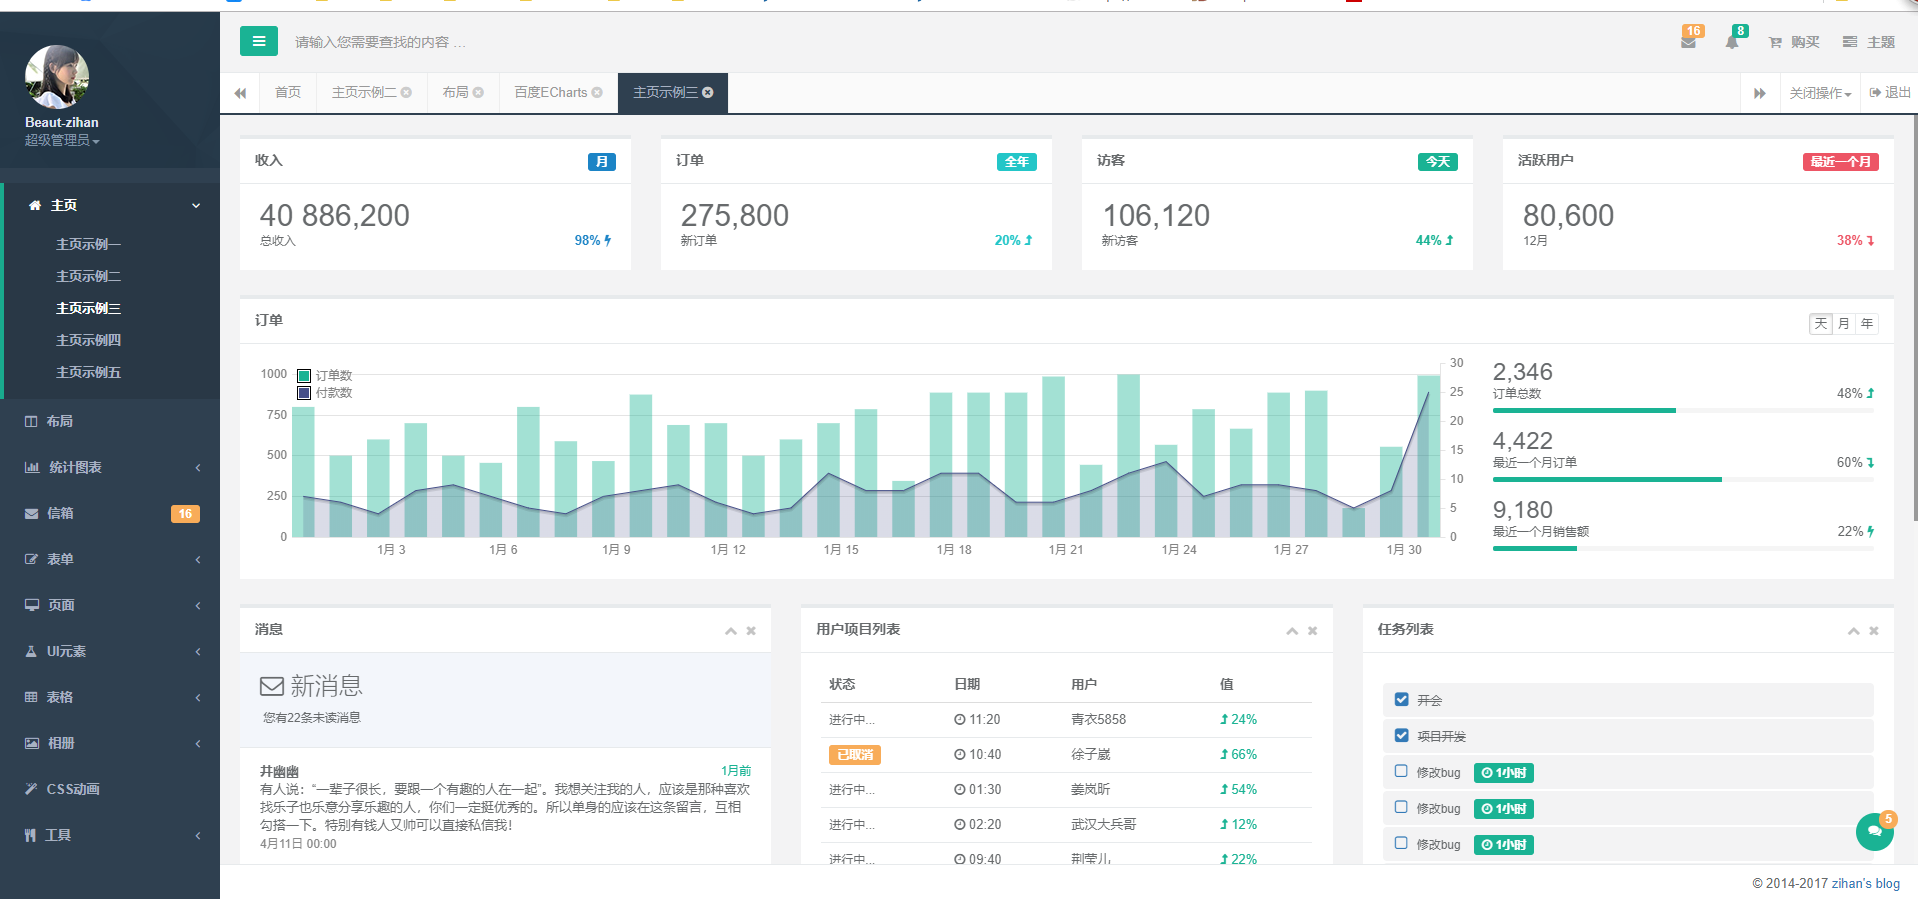 请输入您需要查找的内容 …
16
8
购买
主题
Beaut-zihan
超级管理员
首页
主页示例二
布局
百度ECharts
主页示例三
关闭操作
退出
主页
主页示例一
主页示例二
主页示例三
主页示例四
主页示例五
布局
统计图表
信箱
16
表单
页面
UI元素
表格
相册
CSS动画
工具
收入
月
40 886,200
总收入
98%
订单
全年
275,800
新订单
20%
访客
今天
106,120
新访客
44%
活跃用户
最近一个月
80,600
12月
38%
订单
天 月 年
订单数
付款数
1000
750
500
250
0
30
25
20
15
10
5
0
1月 3
1月 6
1月 9
1月 12
1月 15
1月 18
1月 21
1月 24
1月 27
1月 30
2,346
订单总数
48%
4,422
最近一个月订单
60%
9,180
最近一个月销售额
22%
消息
新消息
您有22条未读消息
井幽幽
1月前
有人说：“一辈子很长，要跟一个有趣的人在一起”。我想关注我的人，应该是那种喜欢
找乐子也乐意分享乐趣的人，你们一定挺优秀的。所以单身的应该在这条留言，互相
勾搭一下。特别有钱人又帅可以直接私信我！
4月11日 00:00
用户项目列表
状态 日期 用户 值
进行中... 11:20 青衣5858 24%
已取消 10:40 徐子崴 66%
进行中... 01:30 姜岚昕 54%
进行中... 02:20 武汉大兵哥 12%
进行中... 09:40 荆莹儿 22%
任务列表
开会
项目开发
修改bug 1小时
修改bug 1小时
修改bug 1小时
5
© 2014-2017 zihan's blog